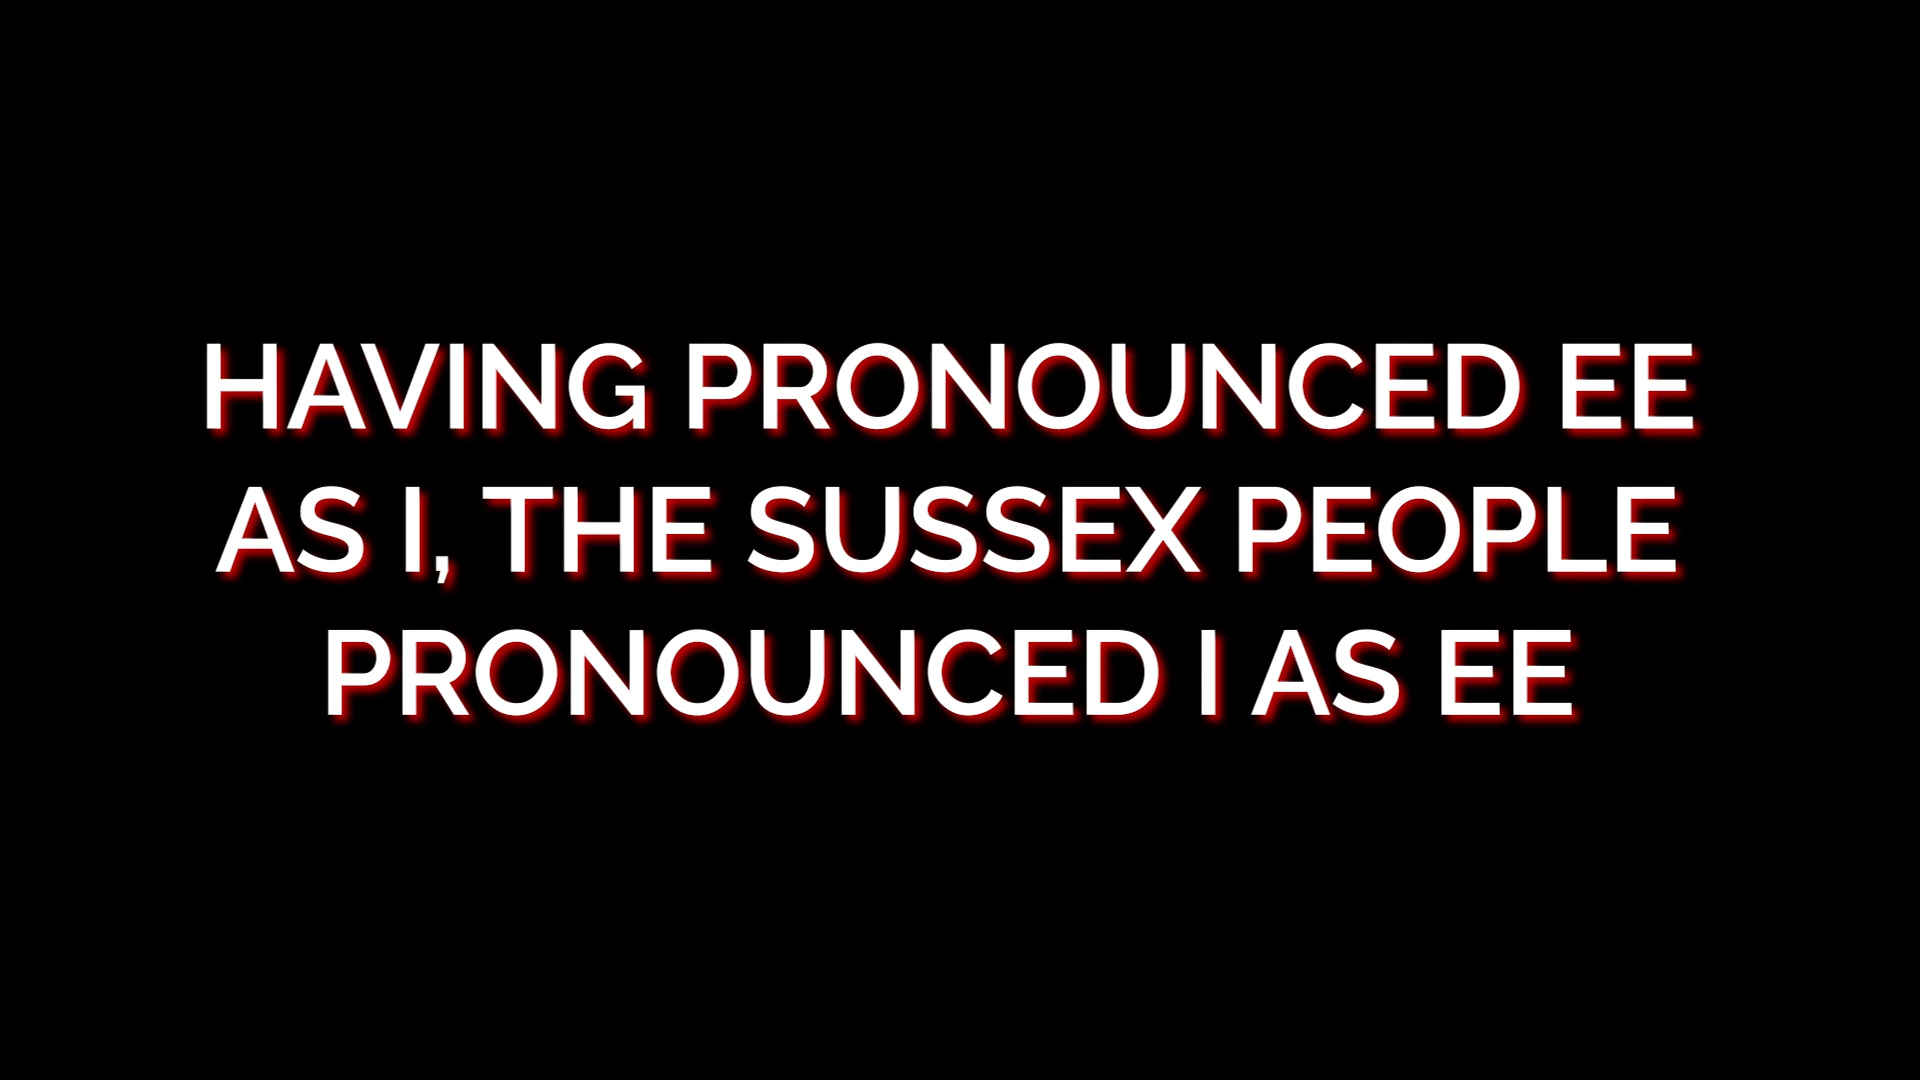 HAVING PRONOUNCED EE
AS I, THE SUSSEX PEOPLE
PRONOUNCED I AS EE